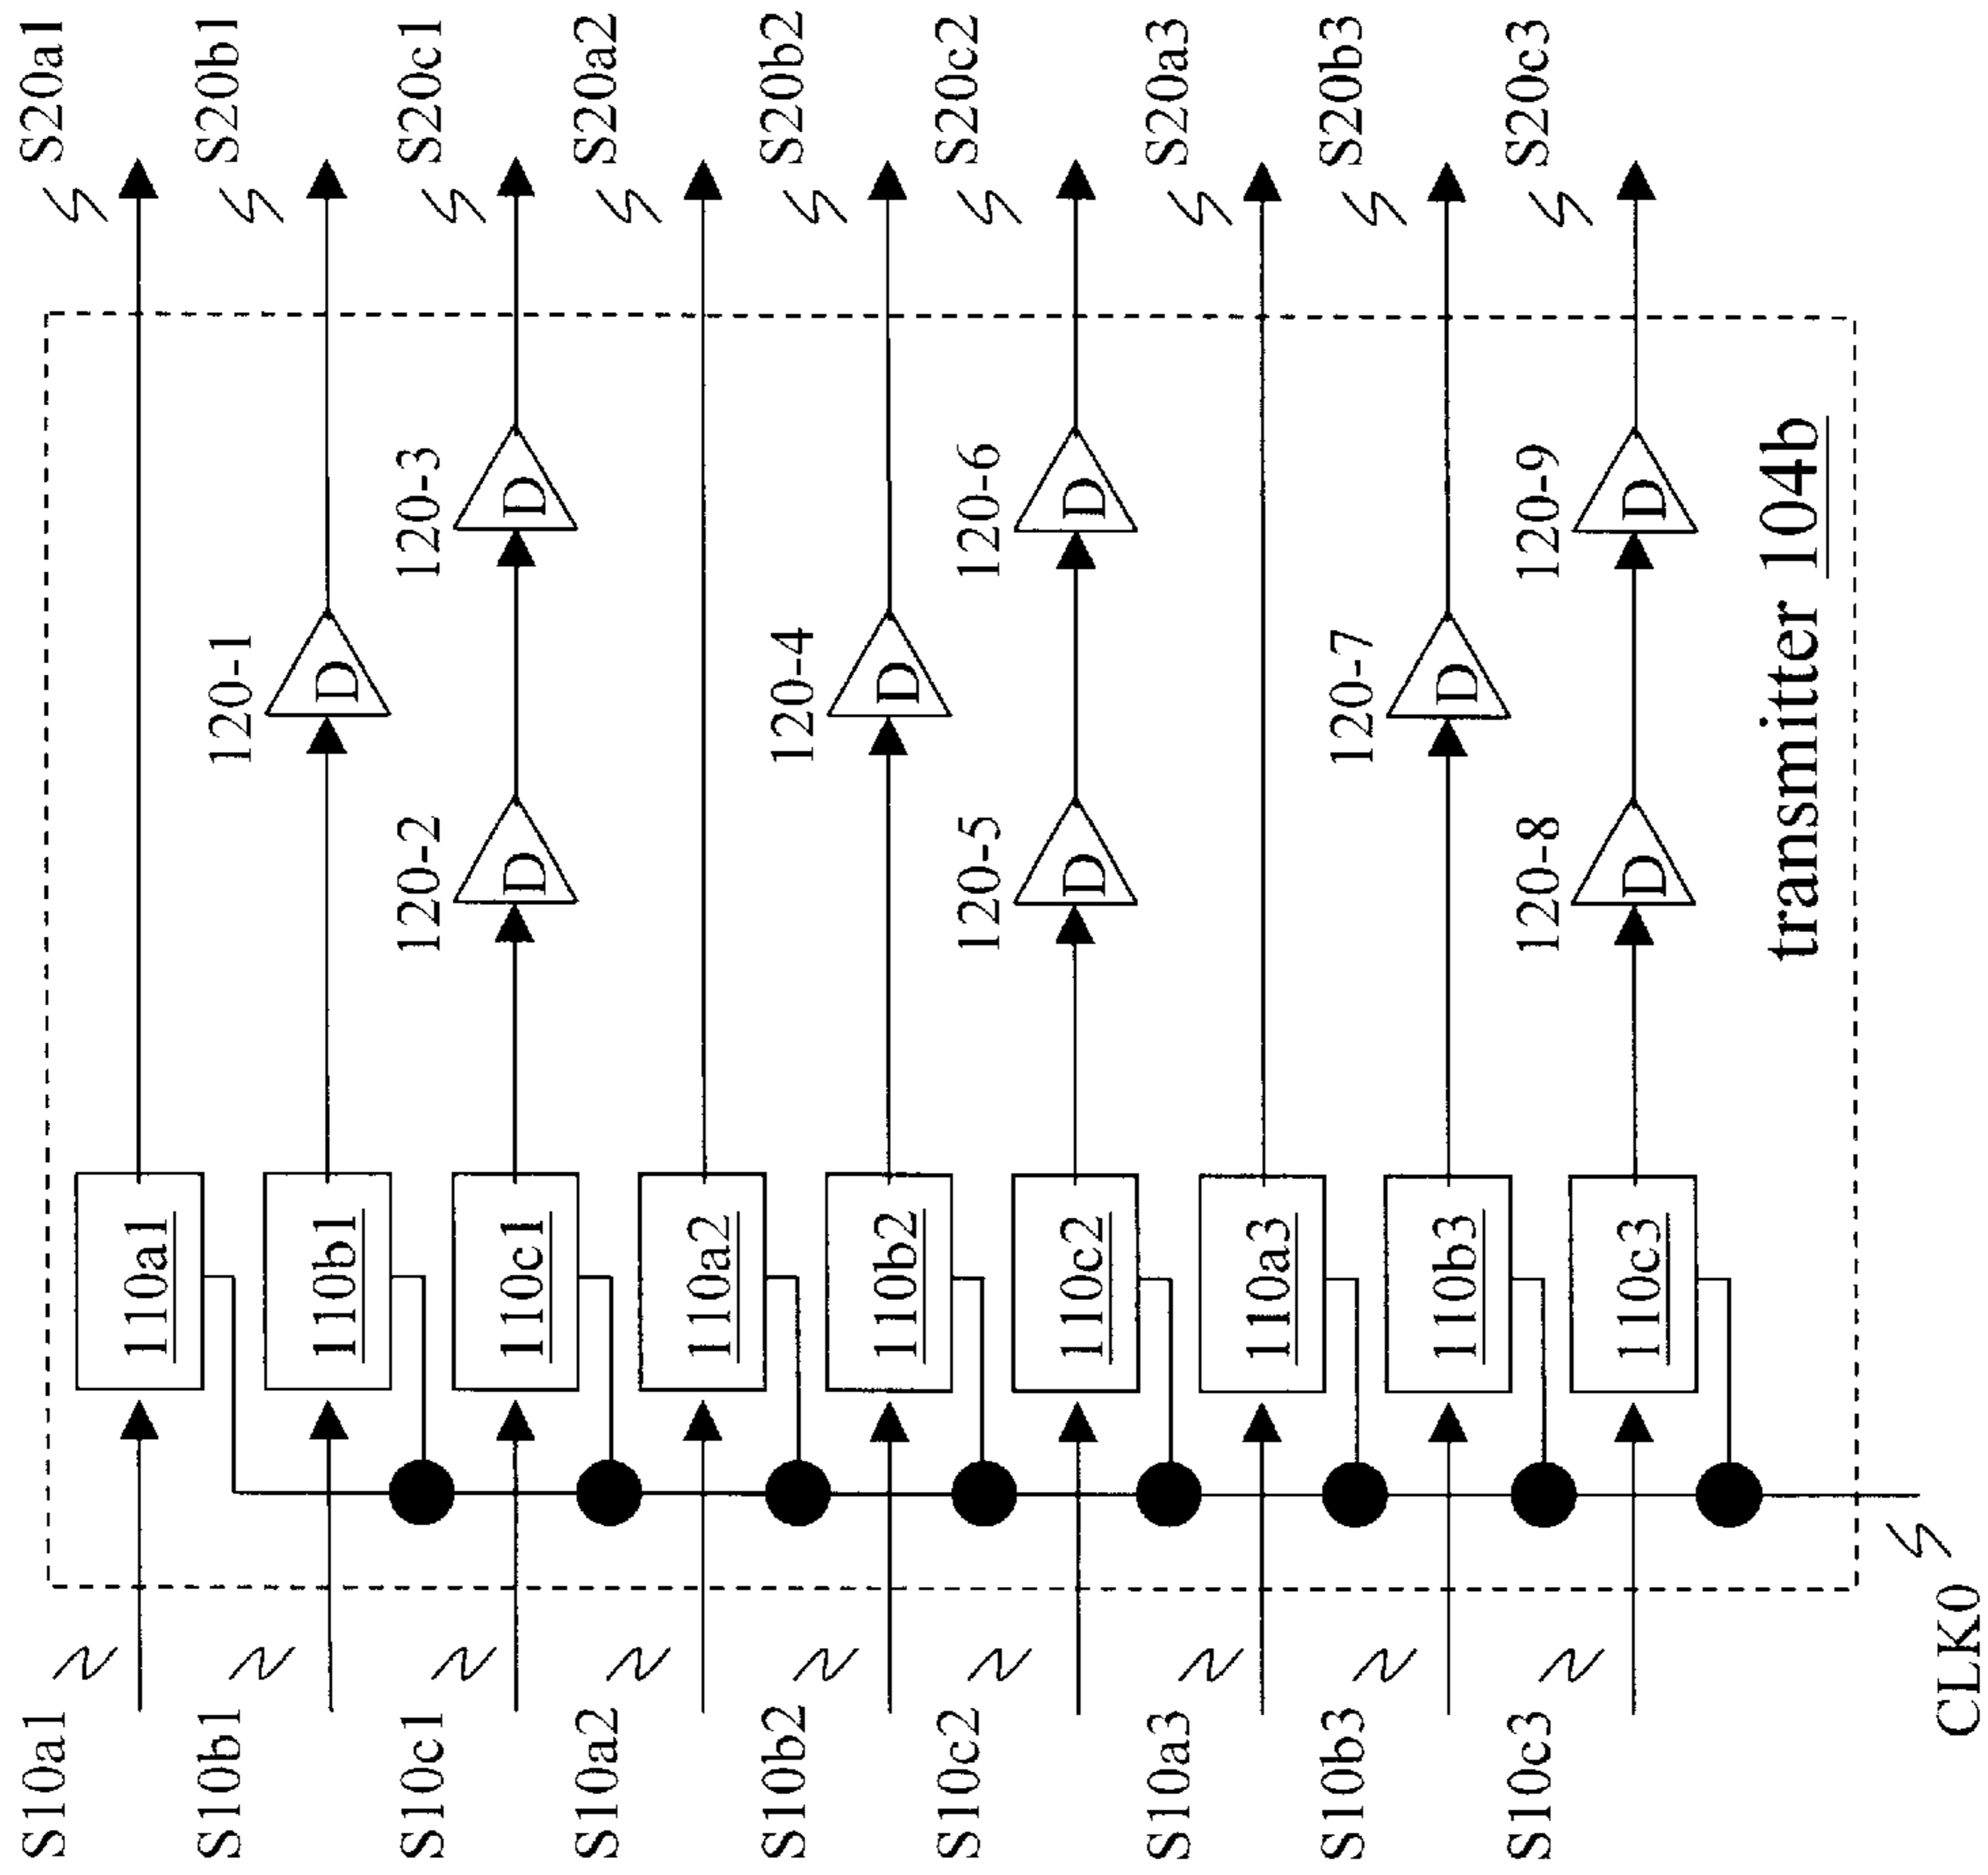 S10a1
110a1
S20a1
S10b1
110b1
120-1
D
S20b1
S10c1
110c1
120-2
D
120-3
D
S20c1
S10a2
110a2
S20a2
S10b2
110b2
120-4
D
S20b2
S10c2
110c2
120-5
D
120-6
D
S20c2
S10a3
110a3
S20a3
S10b3
110b3
120-7
D
S20b3
S10c3
110c3
120-8
D
120-9
D
S20c3
transmitter 104b
CLK0